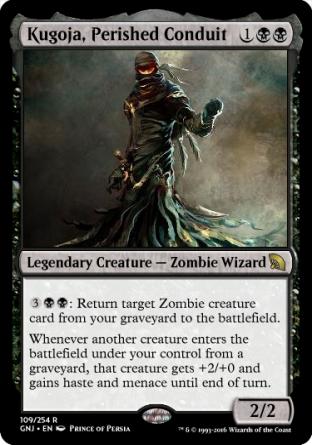 Kugoja, Perished Conduit 1
Legendary Creature — Zombie Wizard
3: Return target Zombie creature
card from your graveyard to the battlefield.
Whenever another creature enters the
battlefield under your control from a
graveyard, that creature gets +2/+0 and
gains haste and menace until end of turn.
2/2
109/254 R
GNJ • EN PRINCE OF PERSIA
™ & © 1993-2016 Wizards of the Coast